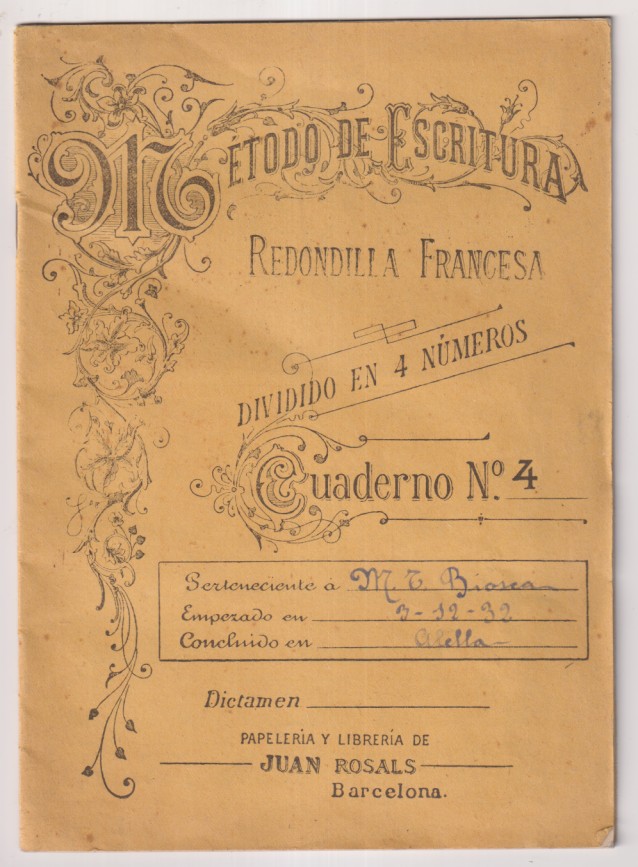 MÉTODO DE ESCRITURA
REDONDILLA FRANCESA
DIVIDIDO EN 4 NÚMEROS
Cuaderno Nº. 4
Perteneciente a M. T. Biosca
Empezado en 7-12-32
Concluido en Alella
Dictamen
PAPELERÍA Y LIBRERÍA DE
JUAN ROSALS
Barcelona.